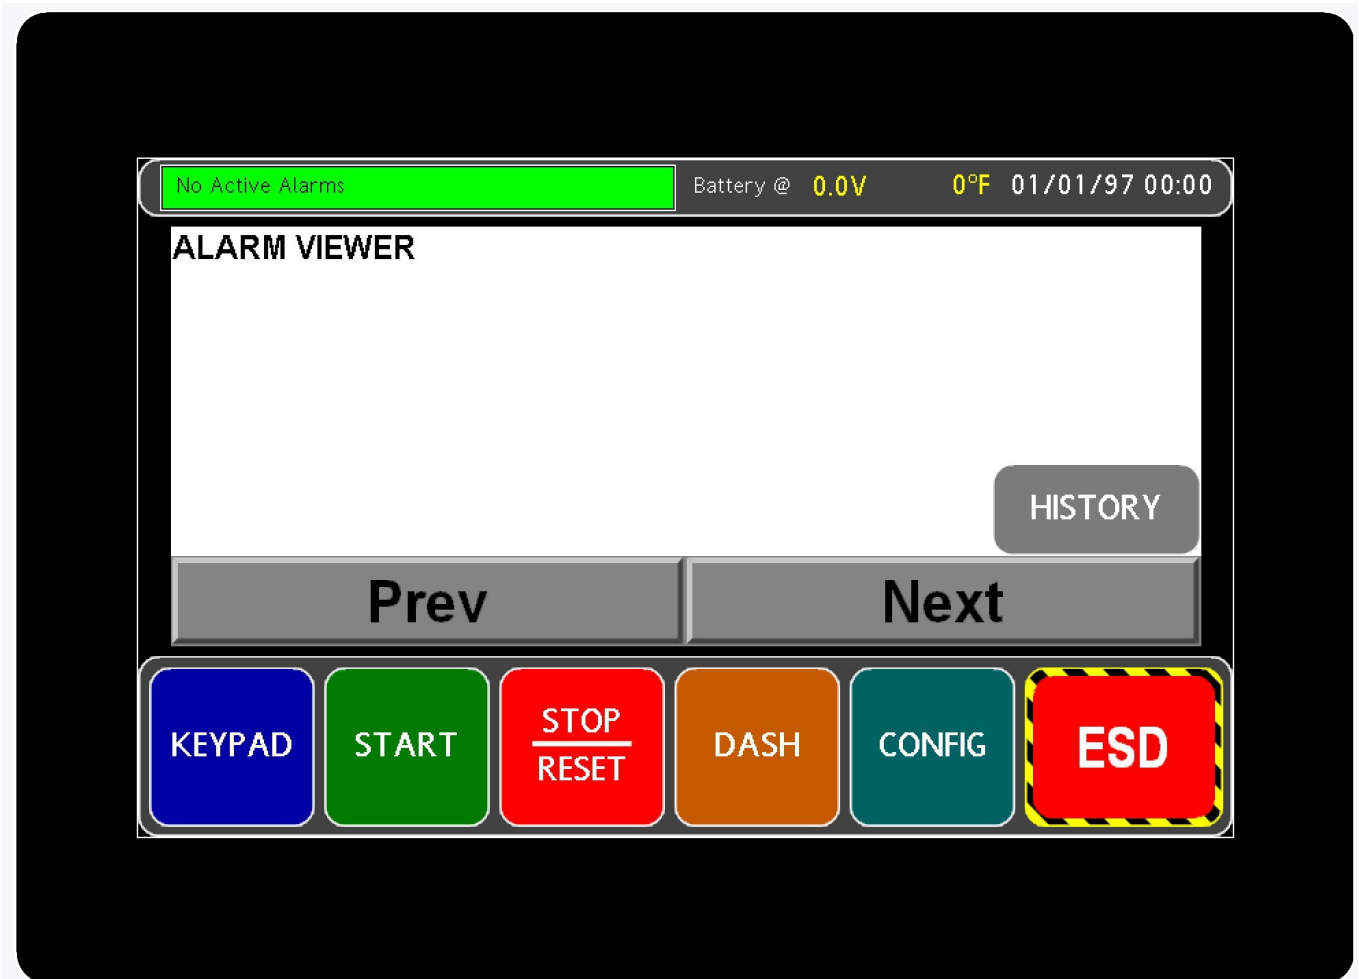 No Active Alarms Battery @ 0.0V 0°F 01/01/97 00:00
ALARM VIEWER
HISTORY
Prev Next
KEYPAD START STOP RESET DASH CONFIG ESD